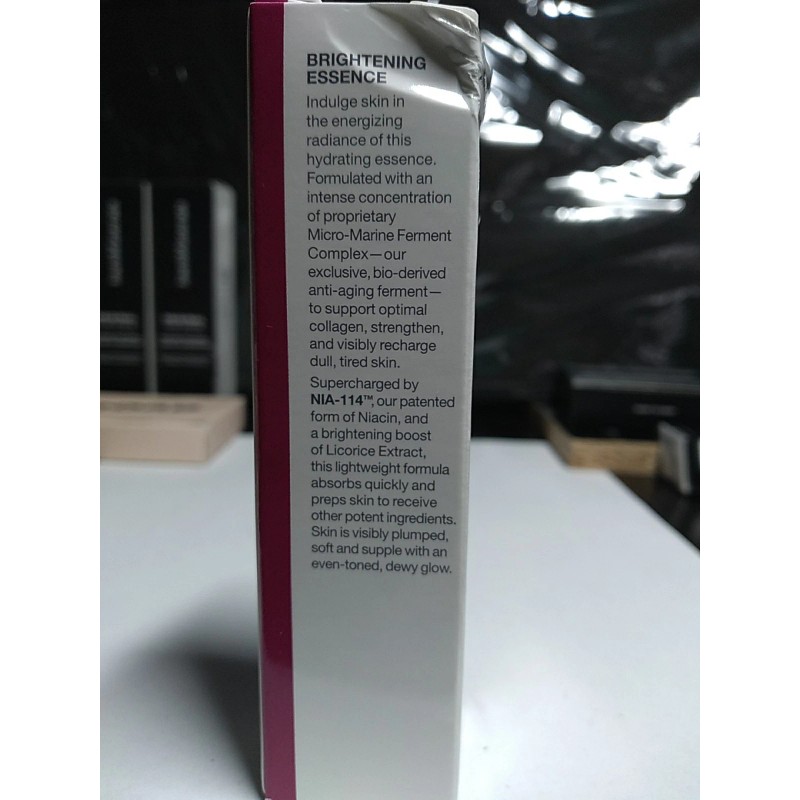 BRIGHTENING
ESSENCE
Indulge skin in
the energizing
radiance of this
hydrating essence.
Formulated with an
intense concentration
of proprietary
Micro-Marine Ferment
Complex—our
exclusive, bio-derived
anti-aging ferment—
to support optimal
collagen, strengthen,
and visibly recharge
dull, tired skin.
Supercharged by
NIA-114™, our patented
form of Niacin, and
a brightening boost
of Licorice Extract,
this lightweight formula
absorbs quickly and
preps skin to receive
other potent ingredients.
Skin is visibly plumped,
soft and supple with an
even-toned, dewy glow.